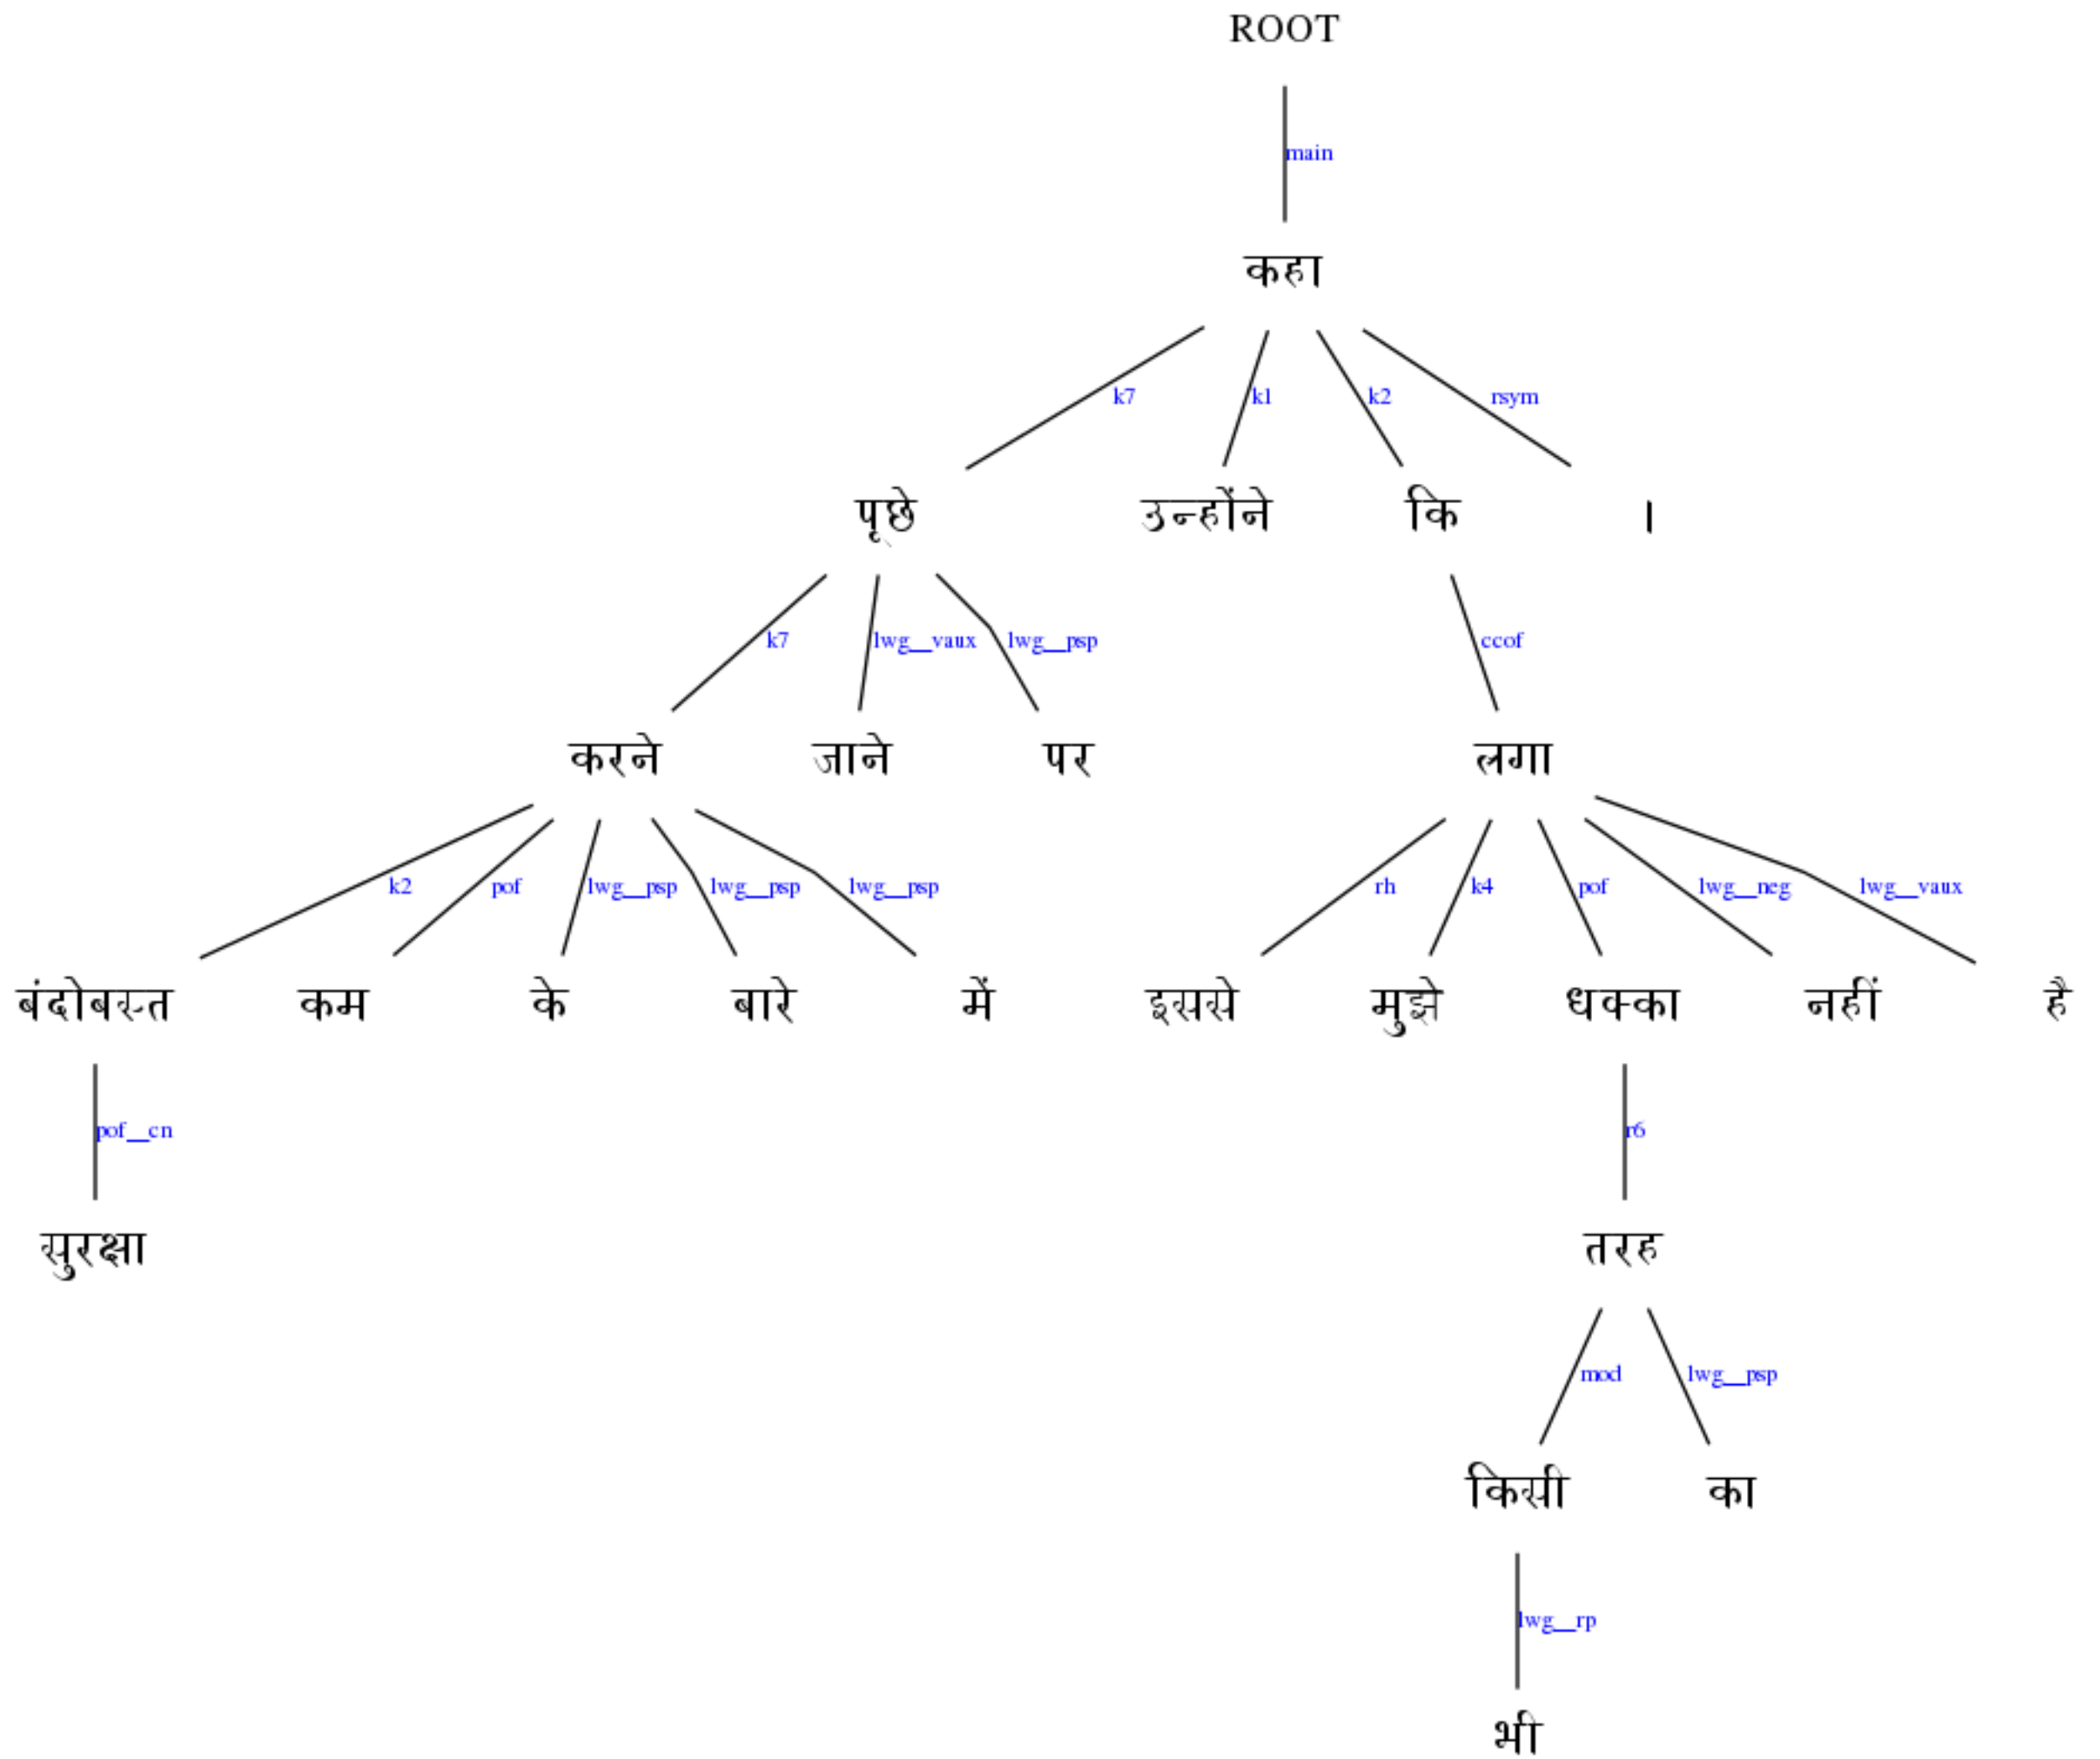 ROOT
main
कहा
k7 k1 k2 rsym
पूछे उन्होंने कि ।
k7 lwg__vaux lwg__psp ccof
करने जाने पर लगा
k2 pof lwg__psp lwg__psp lwg__psp rh k4 pof lwg__neg lwg__vaux
बंदोबस्त कम के बारे में इससे मुझे धक्का नहीं है
pof__cn r6
सुरक्षा तरह
mod lwg__psp
किसी का
lwg__rp
भी